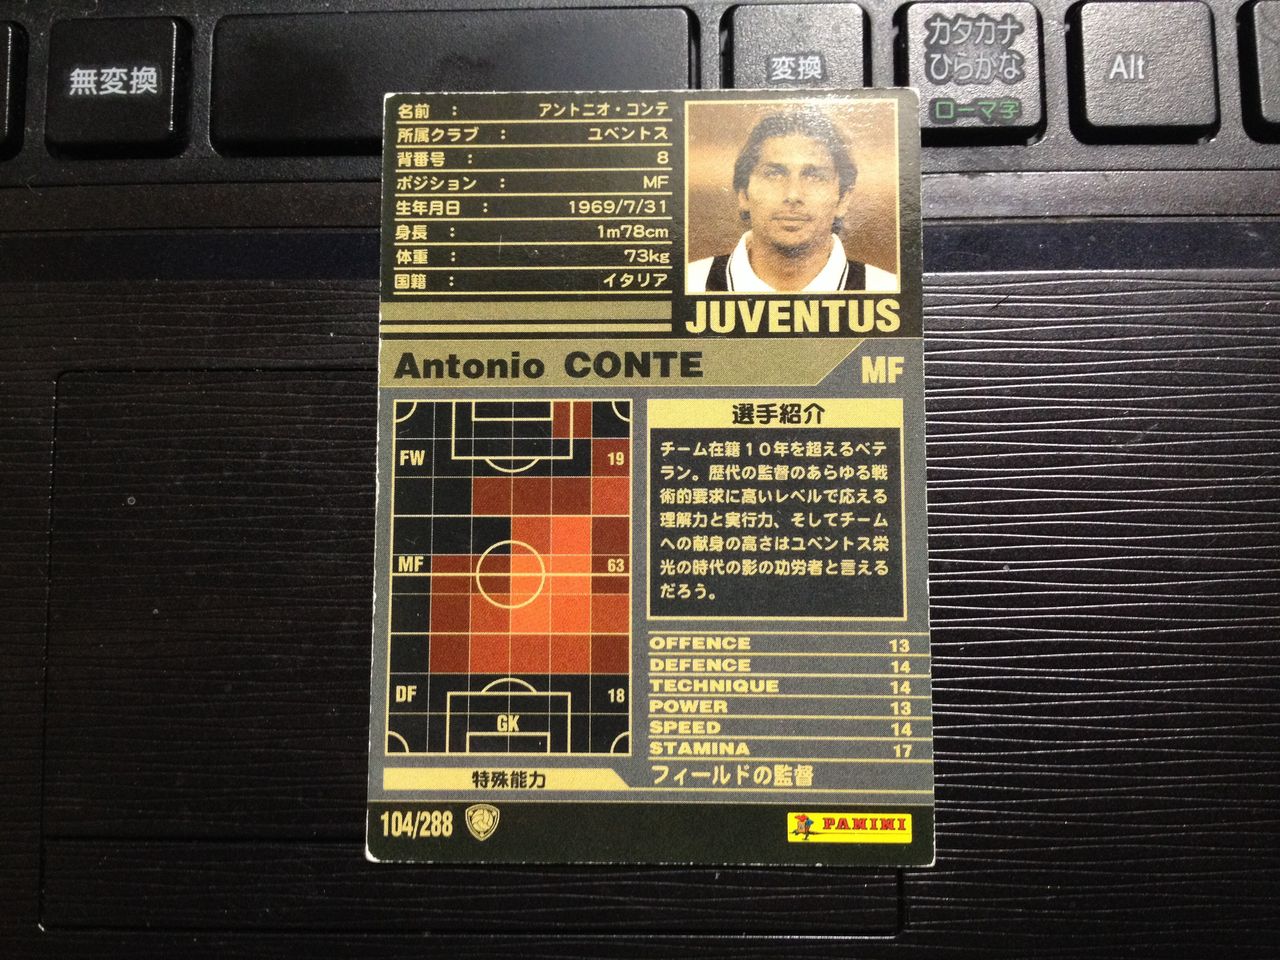 無変換
変換
カタカナ
ひらがな
ローマ字
Alt
名前 : アントニオ・コンテ
所属クラブ : ユベントス
背番号 : 8
ポジション : MF
生年月日 : 1969/7/31
身長 : 1m78cm
体重 : 73kg
国籍 : イタリア
JUVENTUS
Antonio CONTE
MF
FW 19
MF 63
DF 18
GK
選手紹介
チーム在籍10年を超えるベテ
ラン。歴代の監督のあらゆる戦
術的要求に高いレベルで応える
理解力と実行力、そしてチーム
への献身の高さはユベントス栄
光の時代の影の功労者と言える
だろう。
OFFENCE 13
DEFENCE 14
TECHNIQUE 14
POWER 13
SPEED 14
STAMINA 17
特殊能力 フィールドの監督
104/288
PANINI